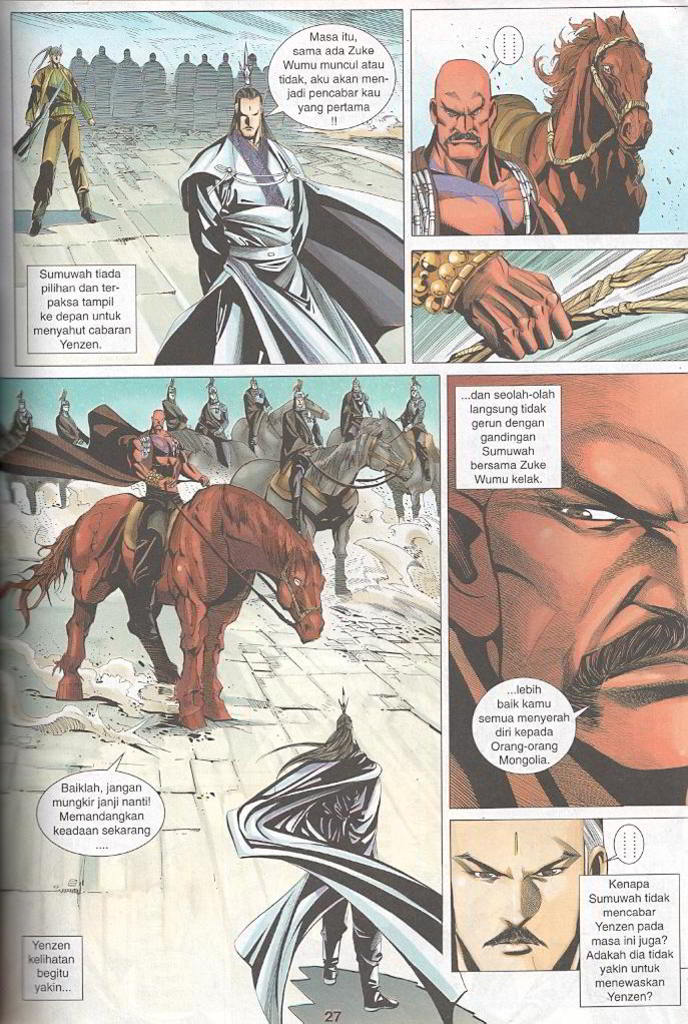 Masa itu,
sama ada Zuke
Wumu muncul atau
tidak, aku akan men-
jadi pencabar kau
yang pertama
!!
Sumuwah tiada
pilihan dan ter-
paksa tampil
ke depan untuk
menyahut cabaran
Yenzen.
...dan seolah-olah
langsung tidak
gerun dengan
gandingan
Sumuwah
bersama Zuke
Wumu kelak.
...lebih
baik kamu
semua menyerah
diri kepada
Orang-orang
Mongolia.
Baiklah, jangan
mungkir janji nanti!
Memandangkan
keadaan sekarang
....
Yenzen
kelihatan
begitu
yakin...
Kenapa
Sumuwah tidak
mencabar
Yenzen pada
masa ini juga?
Adakah dia tidak
yakin untuk
menewaskan
Yenzen?
27